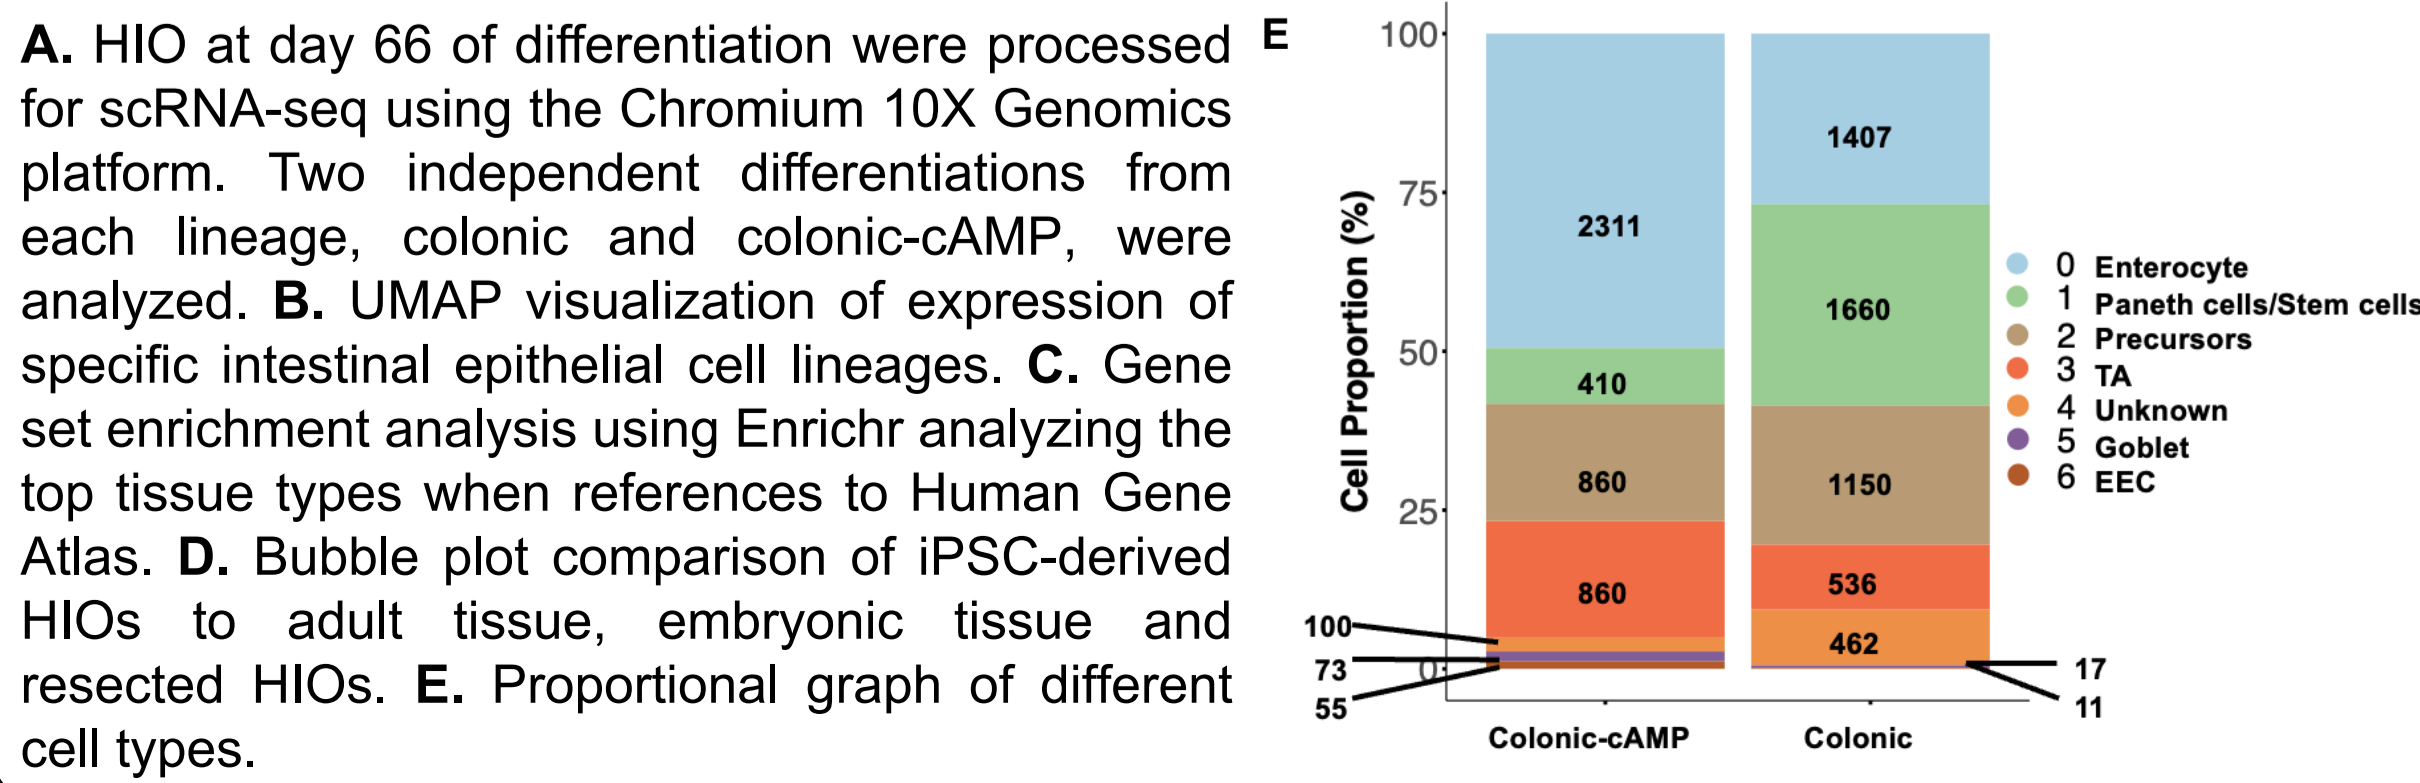 A. HIO at day 66 of differentiation were processed
for scRNA-seq using the Chromium 10X Genomics
platform. Two independent differentiations from
each lineage, colonic and colonic-cAMP, were
analyzed. B. UMAP visualization of expression of
specific intestinal epithelial cell lineages. C. Gene
set enrichment analysis using Enrichr analyzing the
top tissue types when references to Human Gene
Atlas. D. Bubble plot comparison of iPSC-derived
HIOs to adult tissue, embryonic tissue and
resected HIOs. E. Proportional graph of different
cell types.
E
Cell Proportion (%)
100
75
50
25
0
2311
410
860
860
100
73
55
1407
1660
1150
536
462
17
11
Colonic-cAMP
Colonic
0 Enterocyte
1 Paneth cells/Stem cells
2 Precursors
3 TA
4 Unknown
5 Goblet
6 EEC